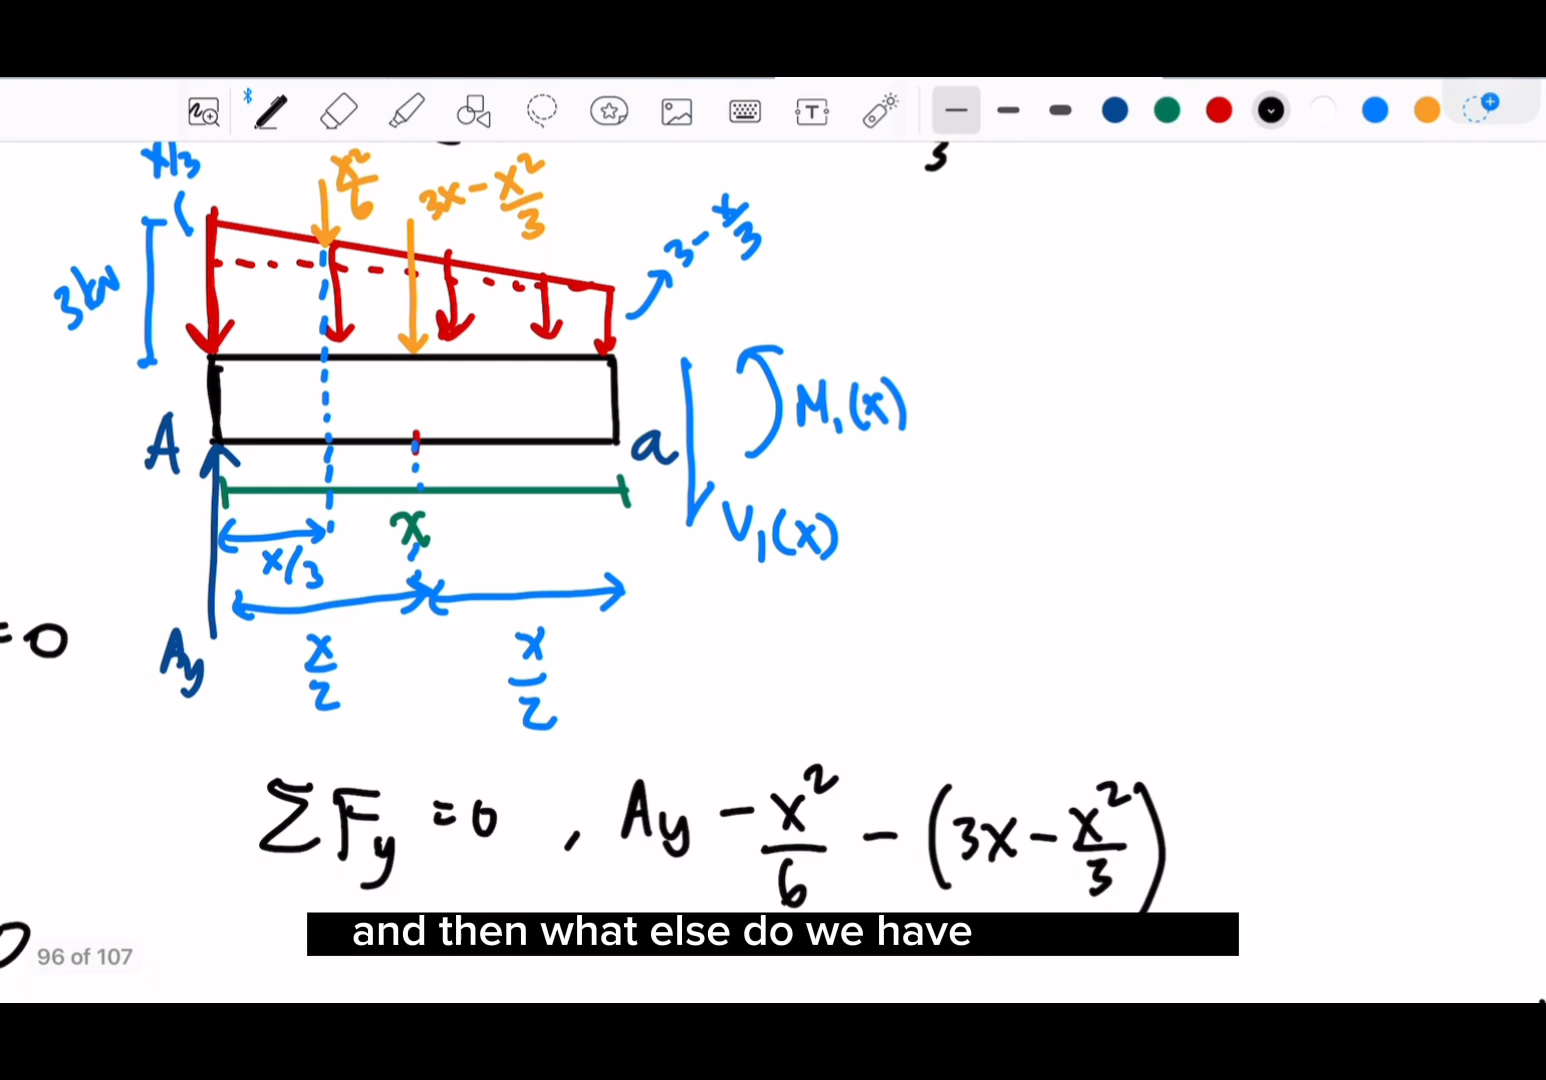 x/3
x²/6
3x - x²/3
3 - x/3
3kN
M₁(x)
A
a
V₁(x)
x
x/3
=0
Ay
x/2
x/2
ΣFy =0 , Ay - x²/6 - (3x - x²/3)
and then what else do we have
96 of 107